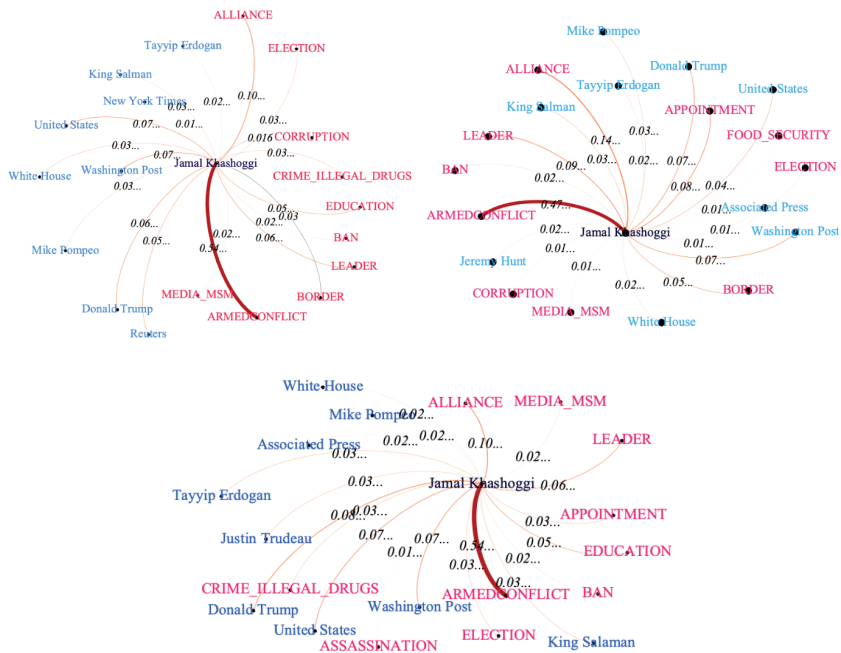 ALLIANCE
Tayyip Erdogan
ELECTION
King Salman
New York Times
0.10...
0.02...
0.03...
United States
0.07...
0.01...
0.03...
0.016
CORRUPTION
0.03...
0.07...
0.03...
White House
Washington Post
Jamal Khashoggi
CRIME_ILLEGAL_DRUGS
0.03...
EDUCATION
0.05...
0.03
0.06...
0.02...
0.02...
BAN
0.05...
0.06...
0.54...
Mike Pompeo
LEADER
MEDIA_MSM
BORDER
Donald Trump
ARMEDCONFLICT
Reuters
Mike Pompeo
ALLIANCE
Donald Trump
Tayyip Erdogan
United States
King Salman
APPOINTMENT
LEADER
0.14...
0.03...
FOOD_SECURITY
BAN
0.09...
0.03...
0.02...
0.07...
ELECTION
0.02...
0.08...
0.04...
ARMEDCONFLICT
0.47...
0.01...
Associated Press
Jamal Khashoggi
0.02...
0.01...
Washington Post
0.01...
0.01...
Jeremy Hunt
0.01...
0.07...
0.02...
0.05...
CORRUPTION
BORDER
MEDIA_MSM
White House
White House
ALLIANCE
MEDIA_MSM
Mike Pompeo
0.02...
Associated Press
0.02...
0.02...
0.10...
LEADER
0.03...
0.02...
Tayyip Erdogan
0.03...
Jamal Khashoggi
0.06...
0.08...
0.03...
APPOINTMENT
Justin Trudeau
0.07...
0.07...
0.03...
0.01...
0.54...
0.05...
EDUCATION
0.03...
0.02...
CRIME_ILLEGAL_DRUGS
0.03...
ARMEDCONFLICT
BAN
Donald Trump
Washington Post
United States
ELECTION
King Salaman
ASSASSINATION